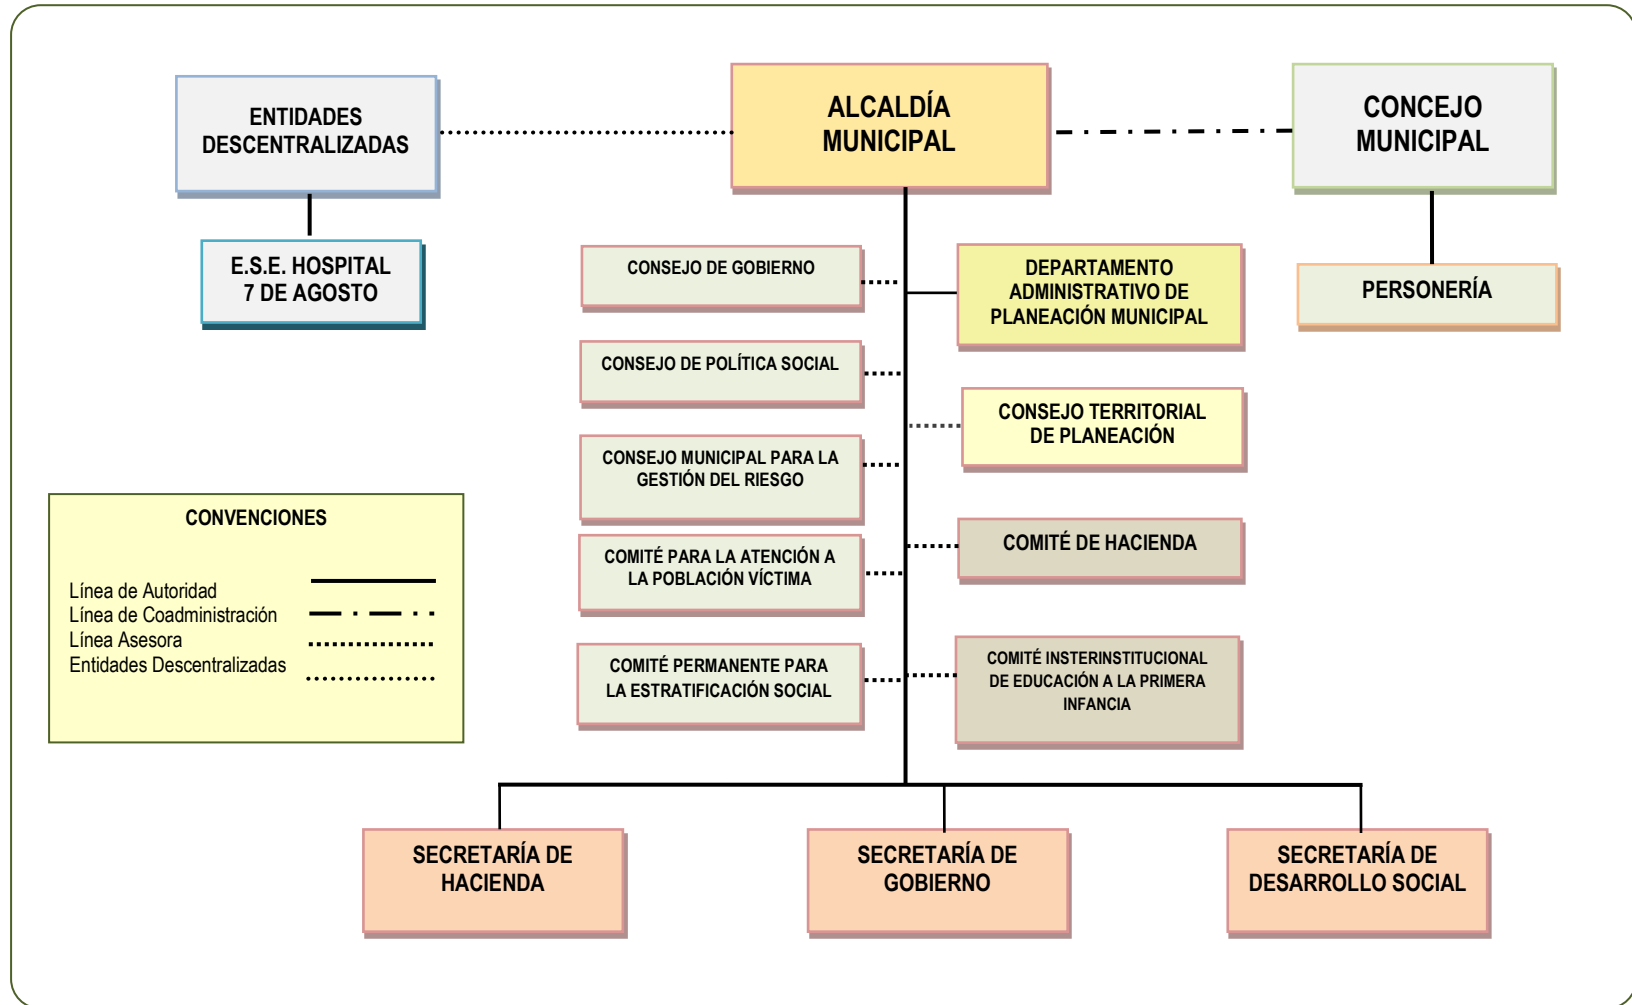 ENTIDADES
DESCENTRALIZADAS
ALCALDÍA
MUNICIPAL
CONCEJO
MUNICIPAL
E.S.E. HOSPITAL
7 DE AGOSTO
CONSEJO DE GOBIERNO
DEPARTAMENTO
ADMINISTRATIVO DE
PLANEACIÓN MUNICIPAL
PERSONERÍA
CONSEJO DE POLÍTICA SOCIAL
CONSEJO TERRITORIAL
DE PLANEACIÓN
CONSEJO MUNICIPAL PARA LA
GESTIÓN DEL RIESGO
COMITÉ DE HACIENDA
COMITÉ PARA LA ATENCIÓN A
LA POBLACIÓN VÍCTIMA
COMITÉ PERMANENTE PARA
LA ESTRATIFICACIÓN SOCIAL
COMITÉ INSTERINSTITUCIONAL
DE EDUCACIÓN A LA PRIMERA
INFANCIA
CONVENCIONES
Línea de Autoridad
Línea de Coadministración
Línea Asesora
Entidades Descentralizadas
SECRETARÍA DE
HACIENDA
SECRETARÍA DE
GOBIERNO
SECRETARÍA DE
DESARROLLO SOCIAL